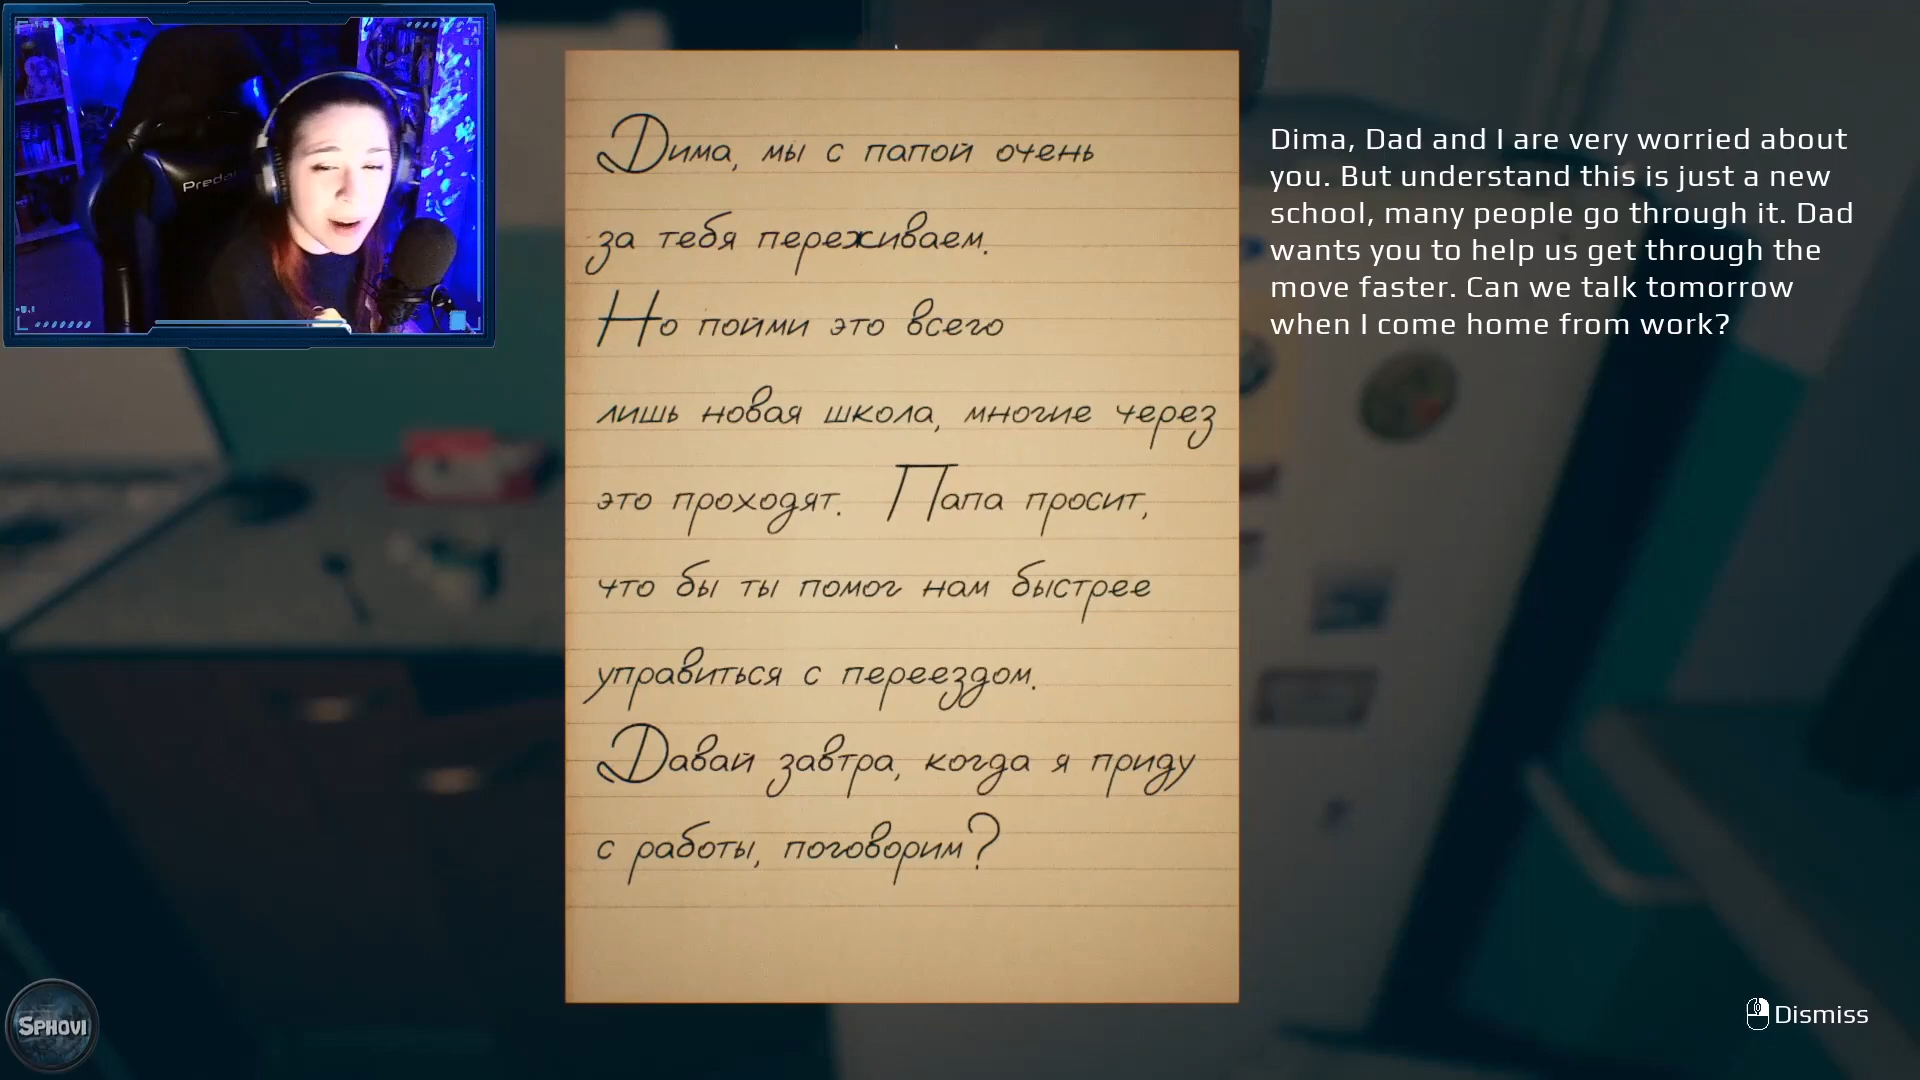 Preda
Дима, мы с папой очень
за тебя переживаем.
Но пойми это всего
лишь новая школа, многие через
это проходят. Папа просит,
что бы ты помог нам быстрее
управиться с переездом.
Давай завтра, когда я приду
с работы, поговорим?
Dima, Dad and I are very worried about
you. But understand this is just a new
school, many people go through it. Dad
wants you to help us get through the
move faster. Can we talk tomorrow
when I come home from work?
SPHOVI
Dismiss